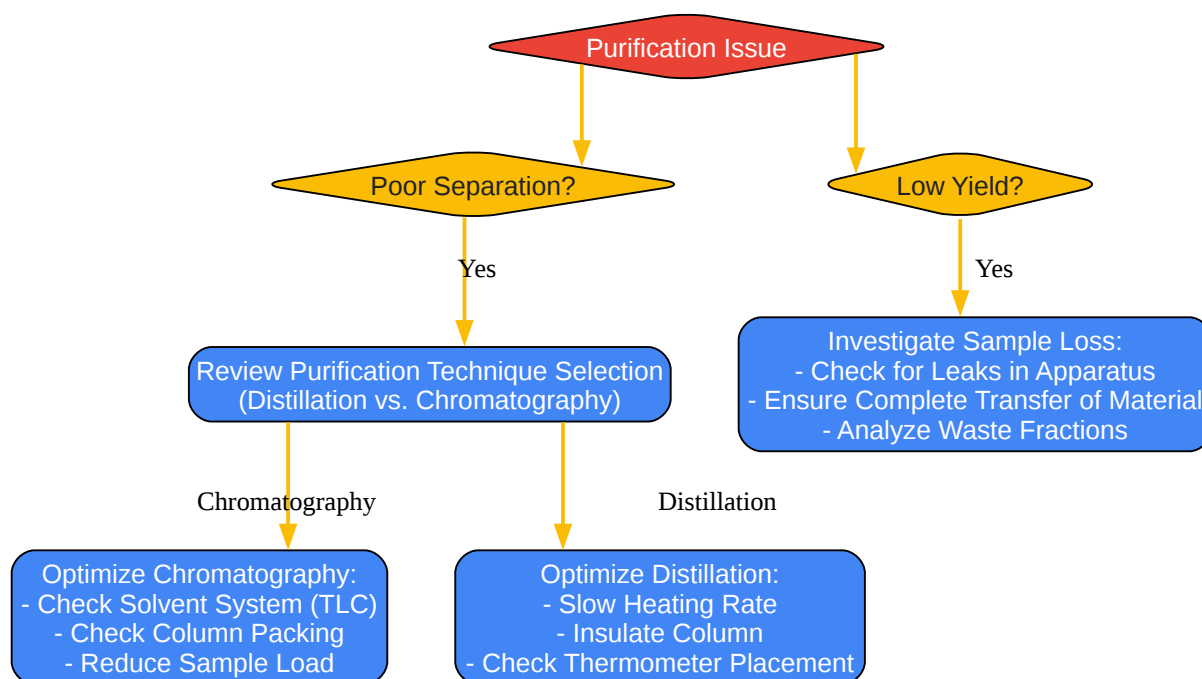 Purification Issue
Poor Separation?
Low Yield?
Yes
Yes
Investigate Sample Loss:
- Check for Leaks in Apparatus
- Ensure Complete Transfer of Material
- Analyze Waste Fractions
Review Purification Technique Selection
(Distillation vs. Chromatography)
Chromatography
Distillation
Optimize Chromatography:
- Check Solvent System (TLC)
- Check Column Packing
- Reduce Sample Load
Optimize Distillation:
- Slow Heating Rate
- Insulate Column
- Check Thermometer Placement